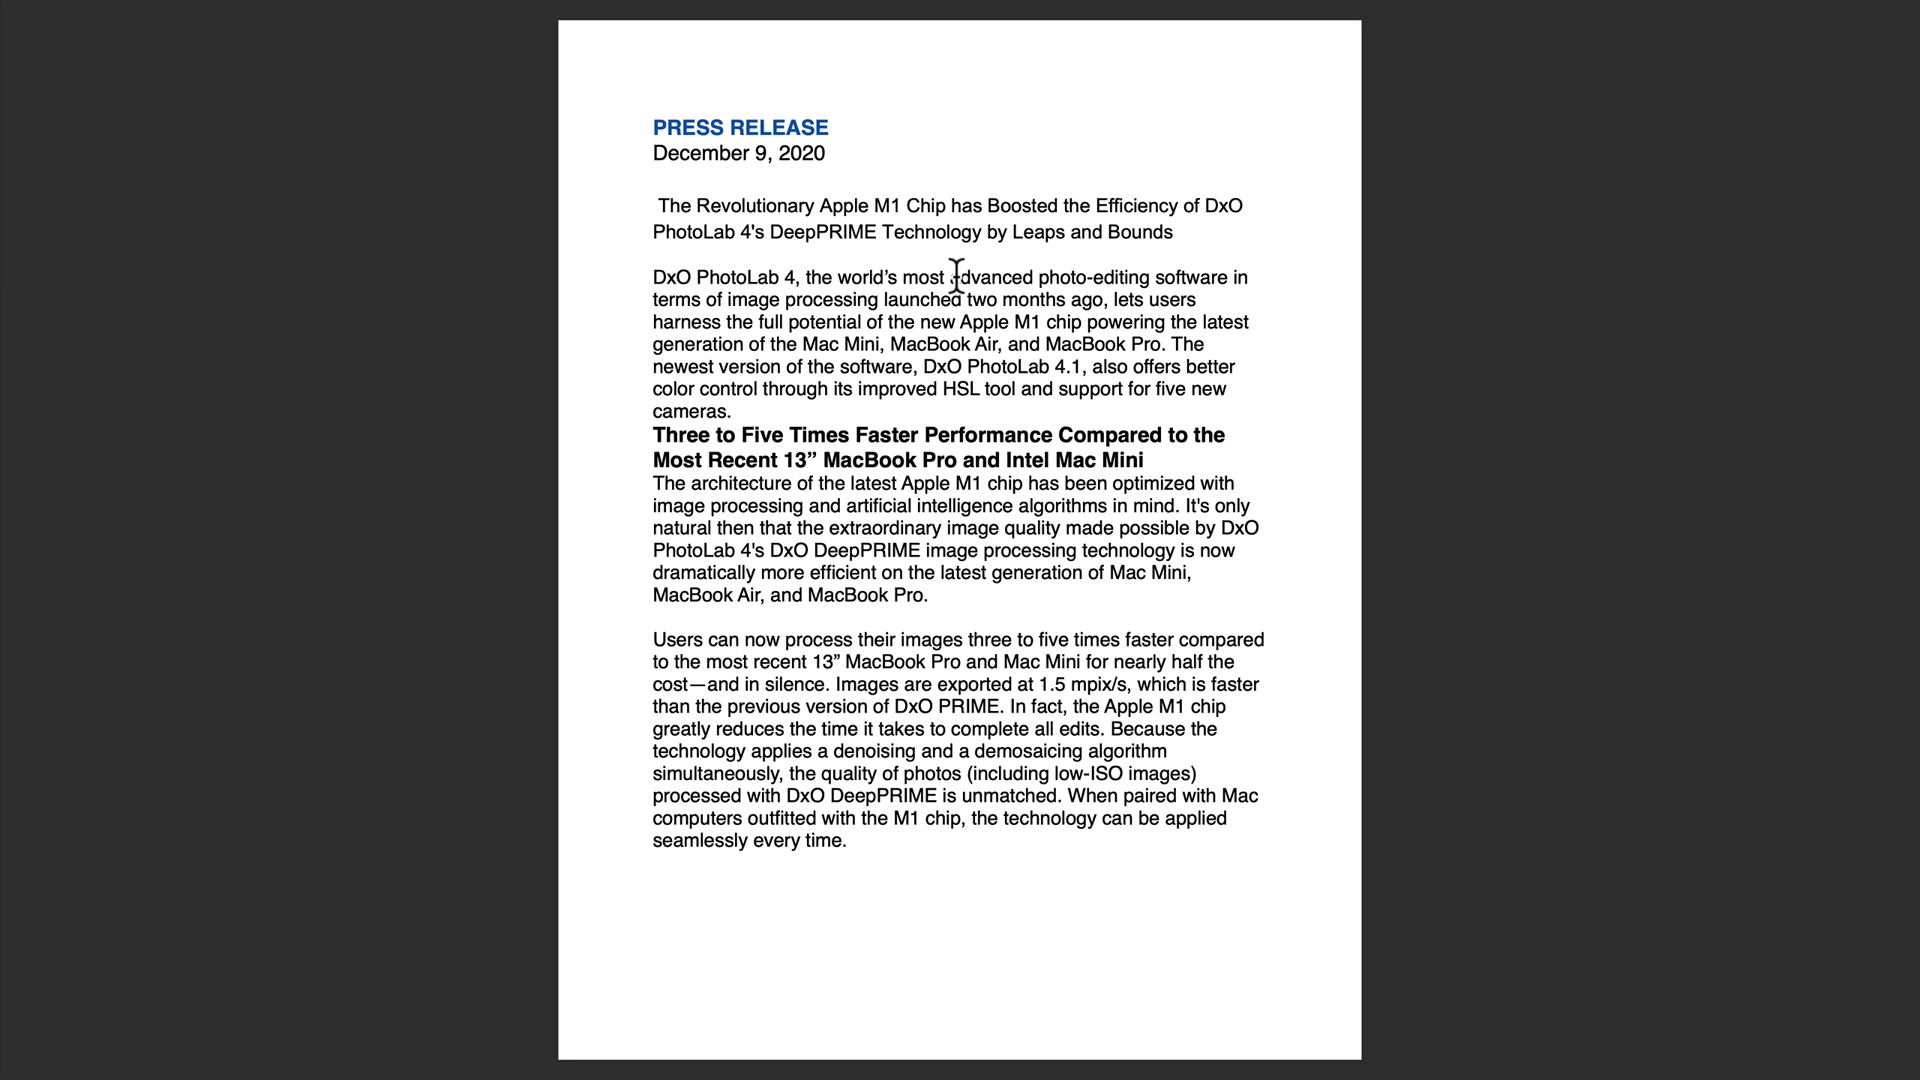 PRESS RELEASE
December 9, 2020
The Revolutionary Apple M1 Chip has Boosted the Efficiency of DxO
PhotoLab 4's DeepPRIME Technology by Leaps and Bounds
DxO PhotoLab 4, the world’s most advanced photo-editing software in
terms of image processing launched two months ago, lets users
harness the full potential of the new Apple M1 chip powering the latest
generation of the Mac Mini, MacBook Air, and MacBook Pro. The
newest version of the software, DxO PhotoLab 4.1, also offers better
color control through its improved HSL tool and support for five new
cameras.
Three to Five Times Faster Performance Compared to the
Most Recent 13” MacBook Pro and Intel Mac Mini
The architecture of the latest Apple M1 chip has been optimized with
image processing and artificial intelligence algorithms in mind. It's only
natural then that the extraordinary image quality made possible by DxO
PhotoLab 4's DxO DeepPRIME image processing technology is now
dramatically more efficient on the latest generation of Mac Mini,
MacBook Air, and MacBook Pro.
Users can now process their images three to five times faster compared
to the most recent 13” MacBook Pro and Mac Mini for nearly half the
cost—and in silence. Images are exported at 1.5 mpix/s, which is faster
than the previous version of DxO PRIME. In fact, the Apple M1 chip
greatly reduces the time it takes to complete all edits. Because the
technology applies a denoising and a demosaicing algorithm
simultaneously, the quality of photos (including low-ISO images)
processed with DxO DeepPRIME is unmatched. When paired with Mac
computers outfitted with the M1 chip, the technology can be applied
seamlessly every time.